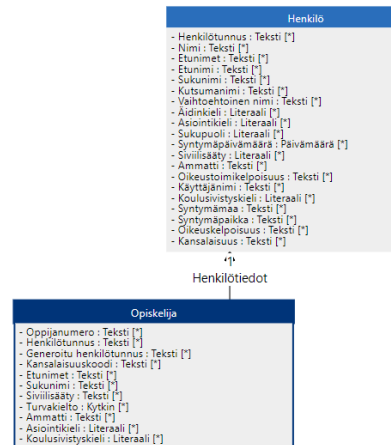 Henkilö
- Henkilötunnus : Teksti [*]
- Nimi : Teksti [*]
- Etunimet : Teksti [*]
- Etunimi : Teksti [*]
- Sukunimi : Teksti [*]
- Kutsumanimi : Teksti [*]
- Vaihtoehtoinen nimi : Teksti [*]
- Äidinkieli : Literaali [*]
- Asiointikieli : Literaali [*]
- Sukupuoli : Literaali [*]
- Syntymäpäivämäärä : Päivämäärä [*]
- Siviilisääty : Literaali [*]
- Ammatti : Teksti [*]
- Oikeustoimikelpoisuus : Teksti [*]
- Käyttäjänimi : Teksti [*]
- Koulusivistyskieli : Literaali [*]
- Syntymämaa : Teksti [*]
- Syntymäpaikka : Teksti [*]
- Oikeuskelpoisuus : Teksti [*]
- Kansalaisuus : Teksti [*]
1
Henkilötiedot
Opiskelija
- Oppijanumero : Teksti [*]
- Henkilötunnus : Teksti [*]
- Generoitu henkilötunnus : Teksti [*]
- Kansalaisuuskoodi : Teksti [*]
- Etunimet : Teksti [*]
- Sukunimi : Teksti [*]
- Siviilisääty : Teksti [*]
- Turvakielto : Kytkin [*]
- Ammatti : Teksti [*]
- Asiointikieli : Literaali [*]
- Koulusivistyskieli : Literaali [*]